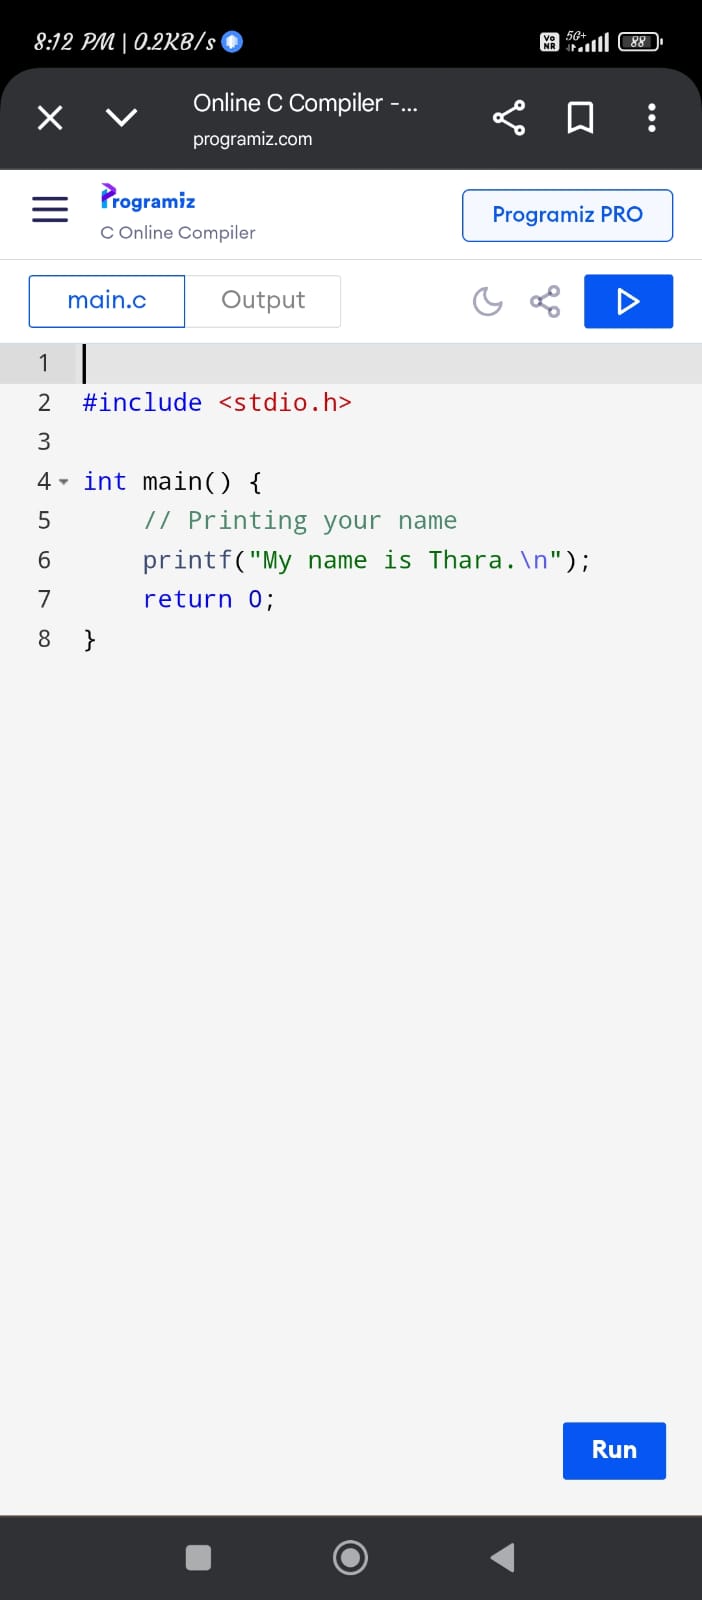 8:12 PM | 0.2KB/s
Vo NR 5G+ 88
Online C Compiler -...
programiz.com
Programiz
C Online Compiler
Programiz PRO
main.c Output
1
2 #include <stdio.h>
3
4 int main() {
5 // Printing your name
6 printf("My name is Thara.\n");
7 return 0;
8 }
Run